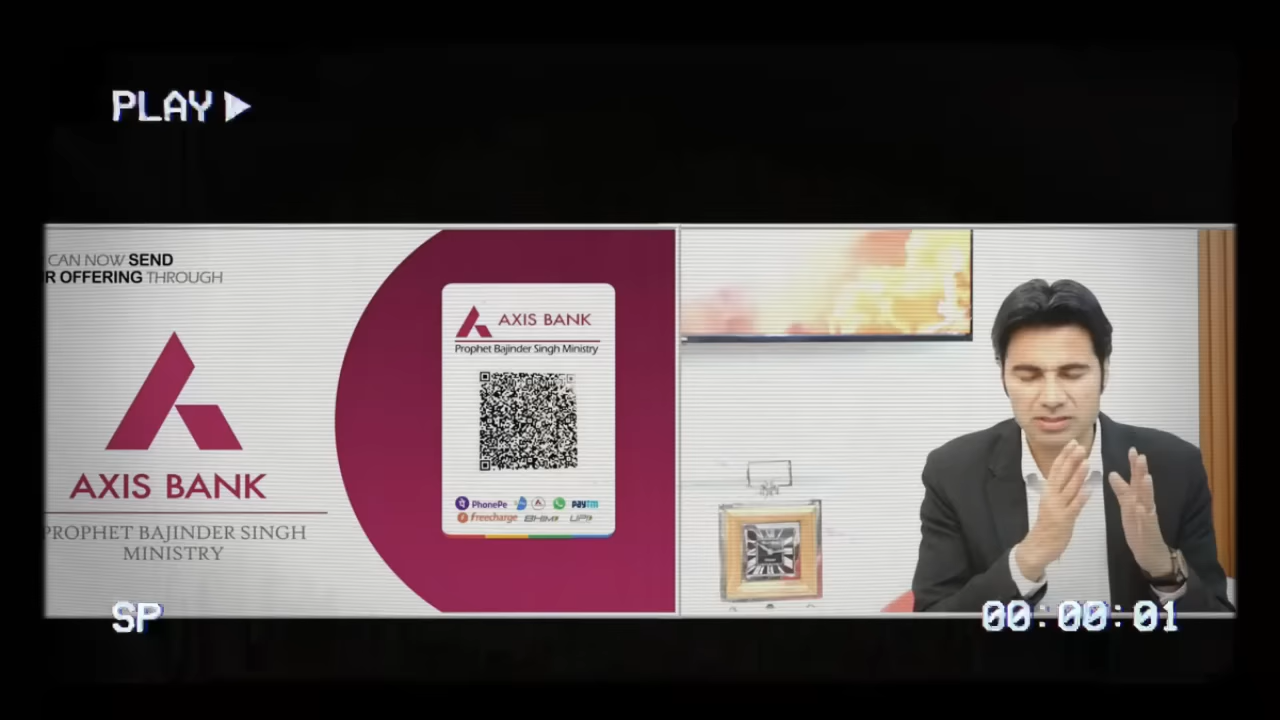 PLAY
CAN NOW SEND
R OFFERING THROUGH
AXIS BANK
PROPHET BAJINDER SINGH
MINISTRY
AXIS BANK
Prophet Bajinder Singh Ministry
PhonePe
paytm
freecharge BHIM UPI
SP
00:00:01